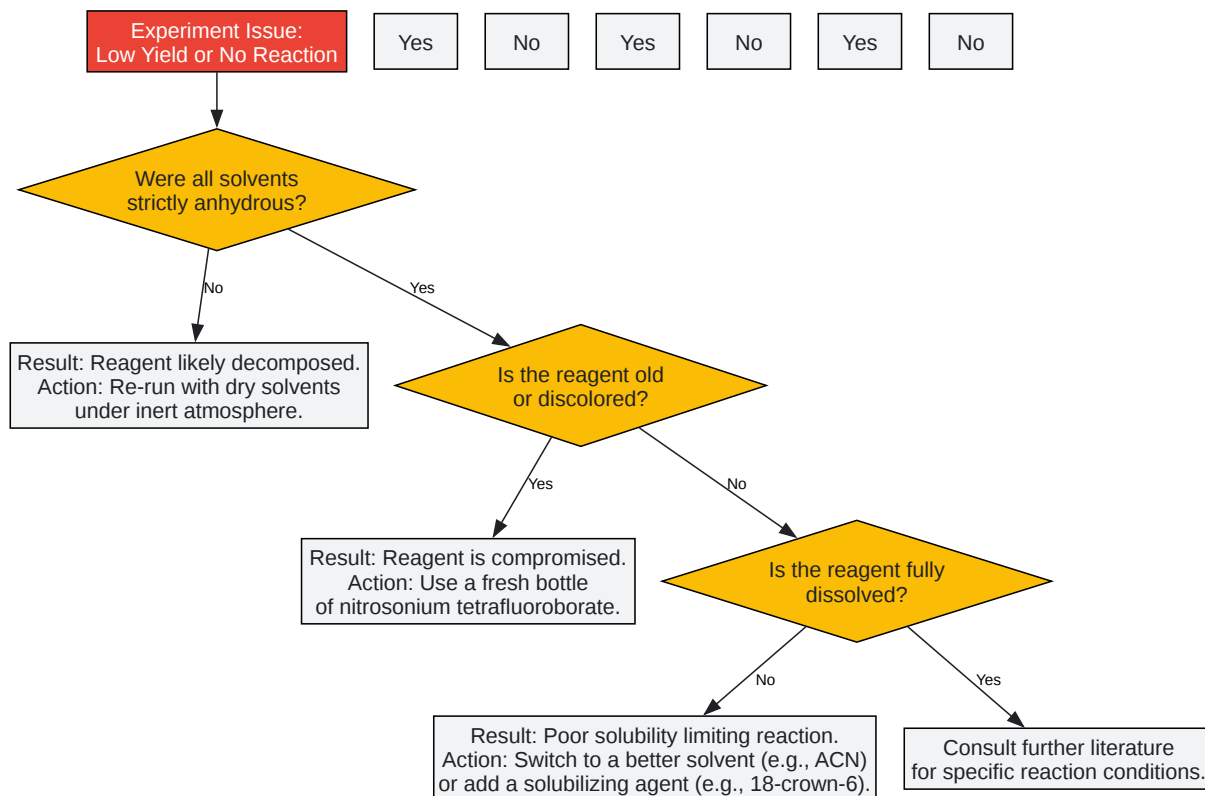 Experiment Issue:
Low Yield or No Reaction
Yes
No
Yes
No
Yes
No
Were all solvents
strictly anhydrous?
No
Yes
Result: Reagent likely decomposed.
Action: Re-run with dry solvents
under inert atmosphere.
Is the reagent old
or discolored?
Yes
No
Result: Reagent is compromised.
Action: Use a fresh bottle
of nitrosonium tetrafluoroborate.
Is the reagent fully
dissolved?
No
Yes
Result: Poor solubility limiting reaction.
Action: Switch to a better solvent (e.g., ACN)
or add a solubilizing agent (e.g., 18-crown-6).
Consult further literature
for specific reaction conditions.